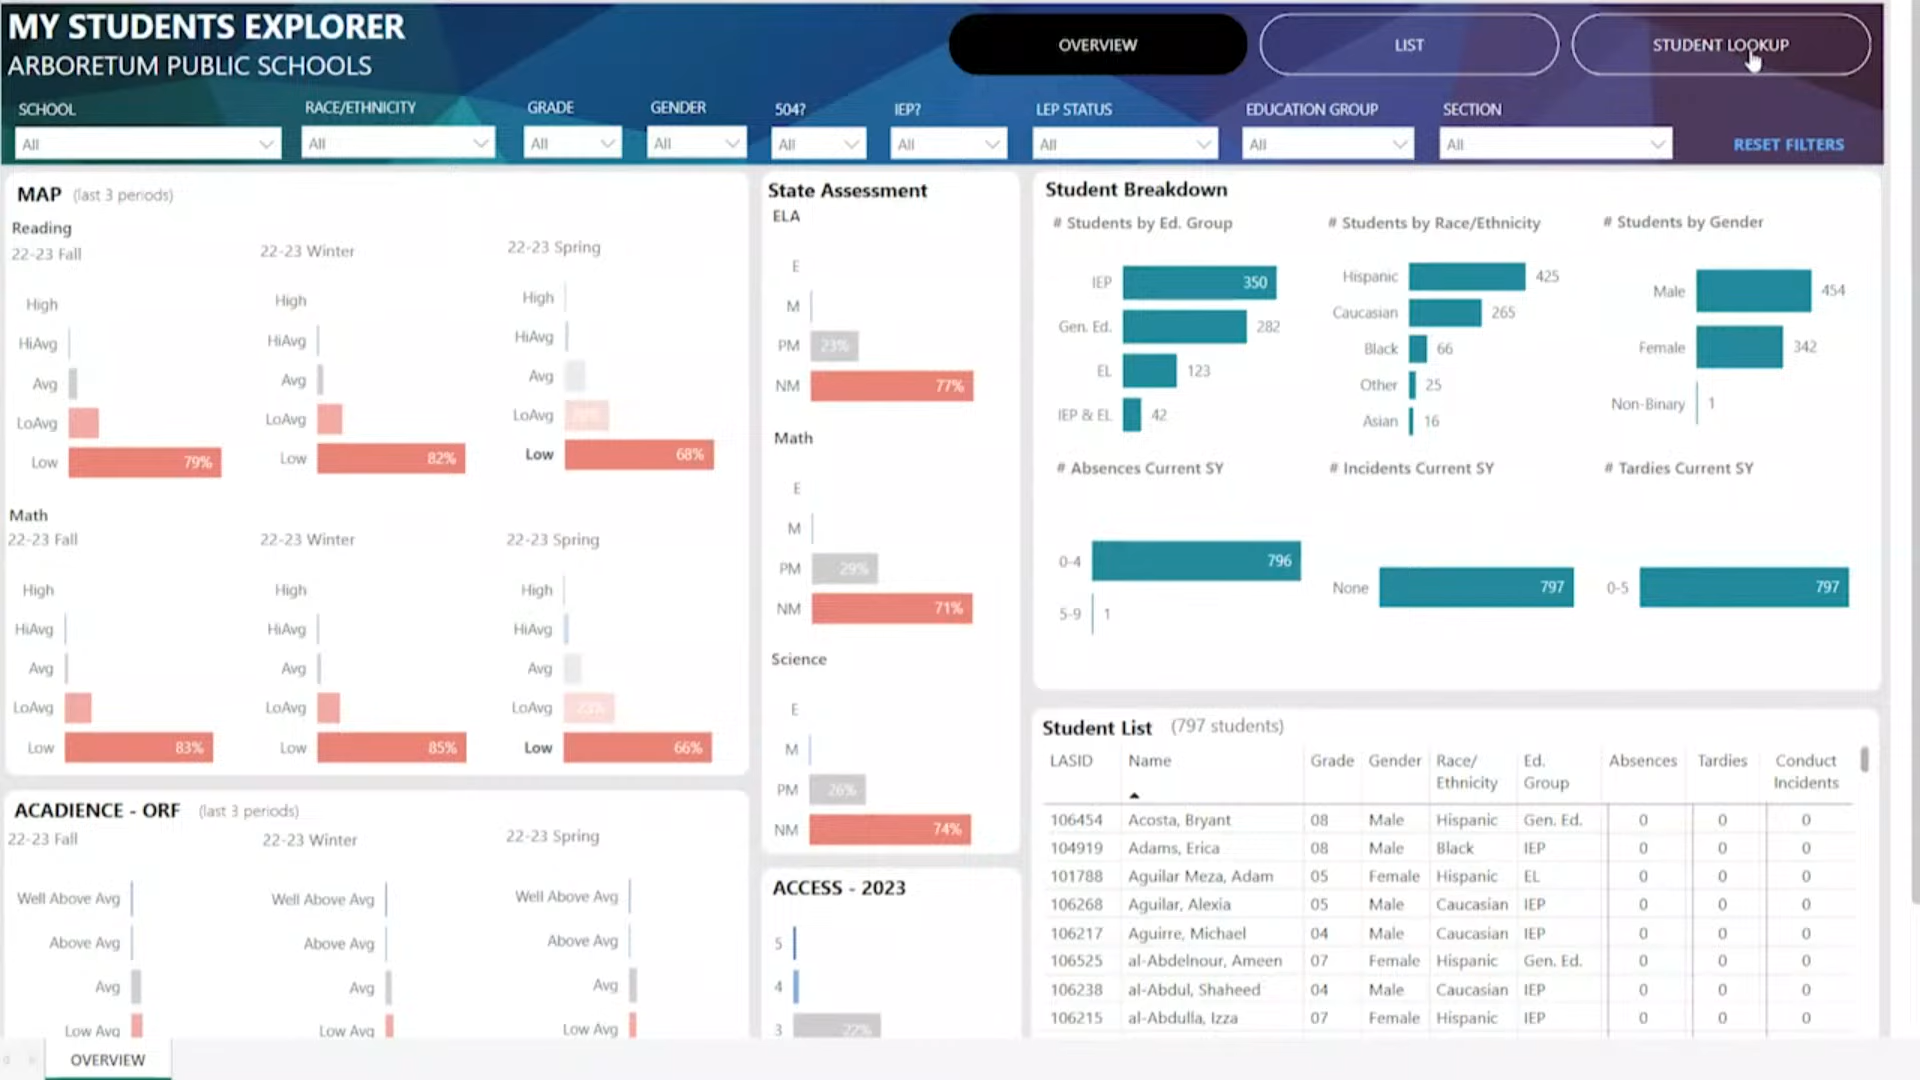 MY STUDENTS EXPLORER
ARBORETUM PUBLIC SCHOOLS
OVERVIEW
LIST
STUDENT LOOKUP
SCHOOL
RACE/ETHNICITY
GRADE
GENDER
504?
IEP?
LEP STATUS
EDUCATION GROUP
SECTION
All
All
All
All
All
All
All
All
All
RESET FILTERS
MAP (last 3 periods)
Reading
22-23 Fall
High
HiAvg
Avg
LoAvg
Low 79%
22-23 Winter
High
HiAvg
Avg
LoAvg
Low 82%
22-23 Spring
High
HiAvg
Avg
LoAvg
Low 68%
Math
22-23 Fall
High
HiAvg
Avg
LoAvg
Low 83%
22-23 Winter
High
HiAvg
Avg
LoAvg
Low 85%
22-23 Spring
High
HiAvg
Avg
LoAvg 23%
Low 66%
ACADIENCE - ORF (last 3 periods)
22-23 Fall
Well Above Avg
Above Avg
Avg
Low Avg
22-23 Winter
Well Above Avg
Above Avg
Avg
Low Avg
22-23 Spring
Well Above Avg
Above Avg
Avg
Low Avg
State Assessment
ELA
E
M
PM 23%
NM 77%
Math
E
M
PM 29%
NM 71%
Science
E
M
PM 26%
NM 74%
ACCESS - 2023
5
4
3 22%
Student Breakdown
# Students by Ed. Group
IEP 350
Gen. Ed. 282
EL 123
IEP & EL 42
# Students by Race/Ethnicity
Hispanic 425
Caucasian 265
Black 66
Other 25
Asian 16
# Students by Gender
Male 454
Female 342
Non-Binary 1
# Absences Current SY
0-4 796
5-9 1
# Incidents Current SY
None 797
# Tardies Current SY
0-5 797
Student List (797 students)
LASID Name Grade Gender Race/Ethnicity Ed. Group Absences Tardies Conduct Incidents
106454 Acosta, Bryant 08 Male Hispanic Gen. Ed. 0 0 0
104919 Adams, Erica 08 Male Black IEP 0 0 0
101788 Aguilar Meza, Adam 05 Female Hispanic EL 0 0 0
106268 Aguilar, Alexia 05 Male Caucasian IEP 0 0 0
106217 Aguirre, Michael 04 Male Caucasian IEP 0 0 0
106525 al-Abdelnour, Ameen 07 Female Hispanic Gen. Ed. 0 0 0
106238 al-Abdul, Shaheed 04 Male Caucasian IEP 0 0 0
106215 al-Abdulla, Izza 07 Female Hispanic IEP 0 0 0
OVERVIEW